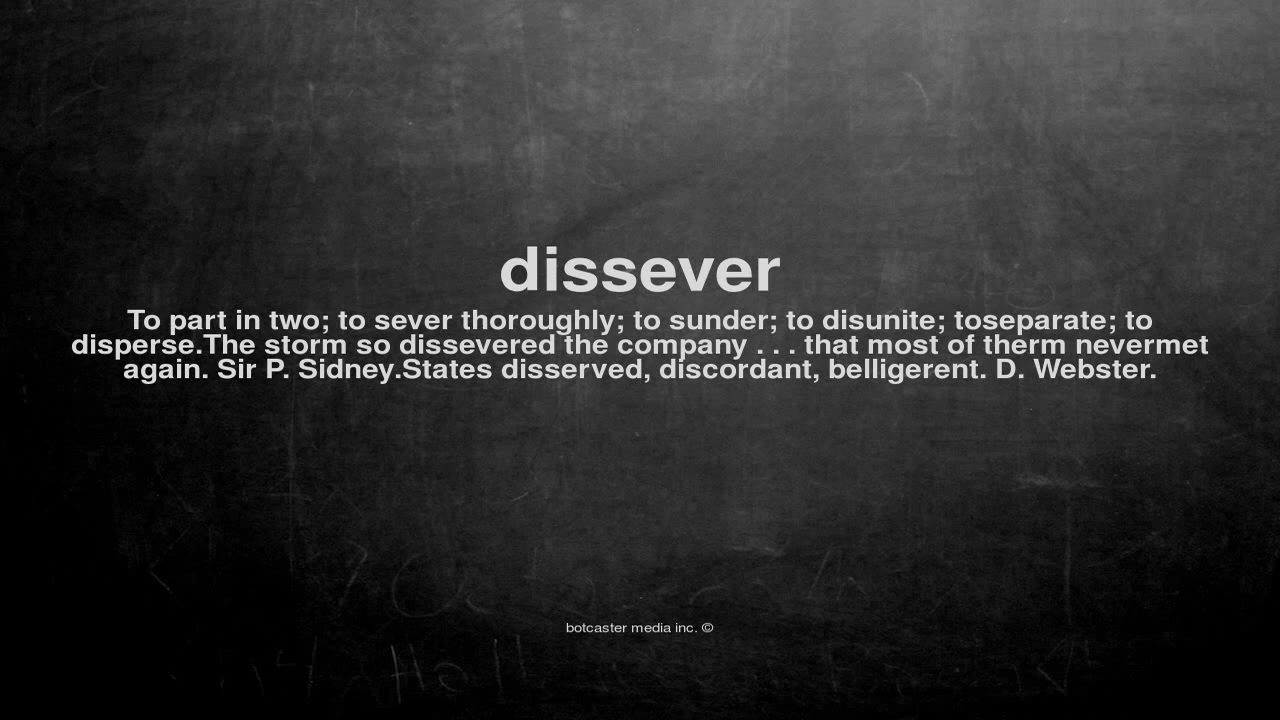 dissever
To part in two; to sever thoroughly; to sunder; to disunite; toseparate; to
disperse.The storm so dissevered the company . . . that most of therm nevermet
again. Sir P. Sidney.States disserved, discordant, belligerent. D. Webster.
botcaster media inc. ©